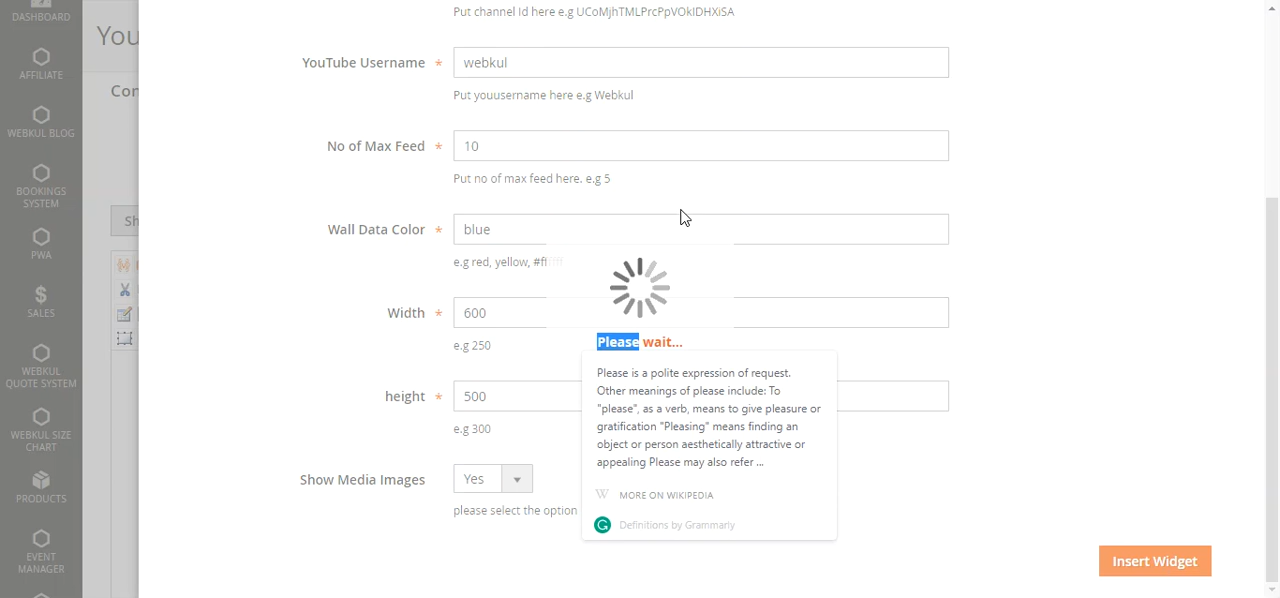 DASHBOARD
AFFILIATE
WEBKUL BLOG
BOOKINGS
SYSTEM
PWA
$
SALES
WEBKUL
QUOTE SYSTEM
WEBKUL SIZE
CHART
PRODUCTS
EVENT
MANAGER
You
Con
Sh
Put channel Id here e.g UCoMjhTMLPrcPpVOkIDHXiSA
YouTube Username * webkul
Put youusername here e.g Webkul
No of Max Feed * 10
Put no of max feed here. e.g 5
Wall Data Color * blue
e.g red, yellow, #ffffff
Width * 600
e.g 250
height * 500
e.g 300
Show Media Images Yes
please select the option
Please wait...
Please is a polite expression of request.
Other meanings of please include: To
"please", as a verb, means to give pleasure or
gratification "Pleasing" means finding an
object or person aesthetically attractive or
appealing Please may also refer ...
W MORE ON WIKIPEDIA
G Definitions by Grammarly
Insert Widget